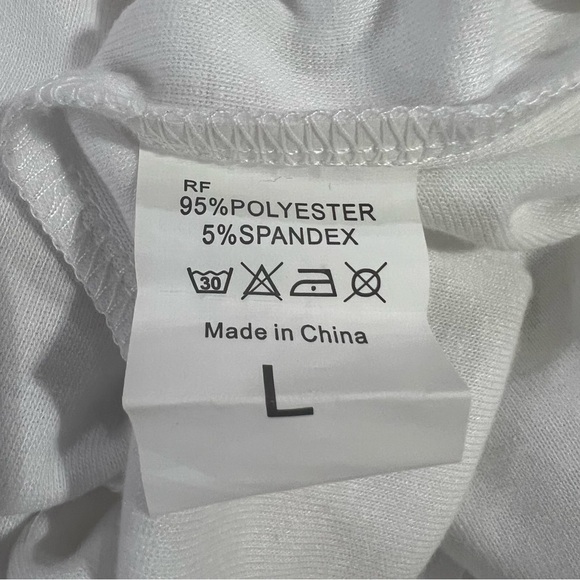 RF
95%POLYESTER
5%SPANDEX
30
Made in China
L